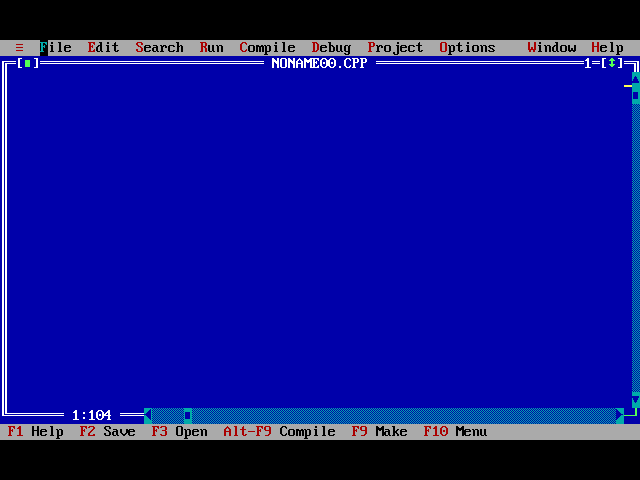 ≡ File Edit Search Run Compile Debug Project Options Window Help
[■] NONAME00.CPP 1=[↕]
1:104
F1 Help F2 Save F3 Open Alt-F9 Compile F9 Make F10 Menu